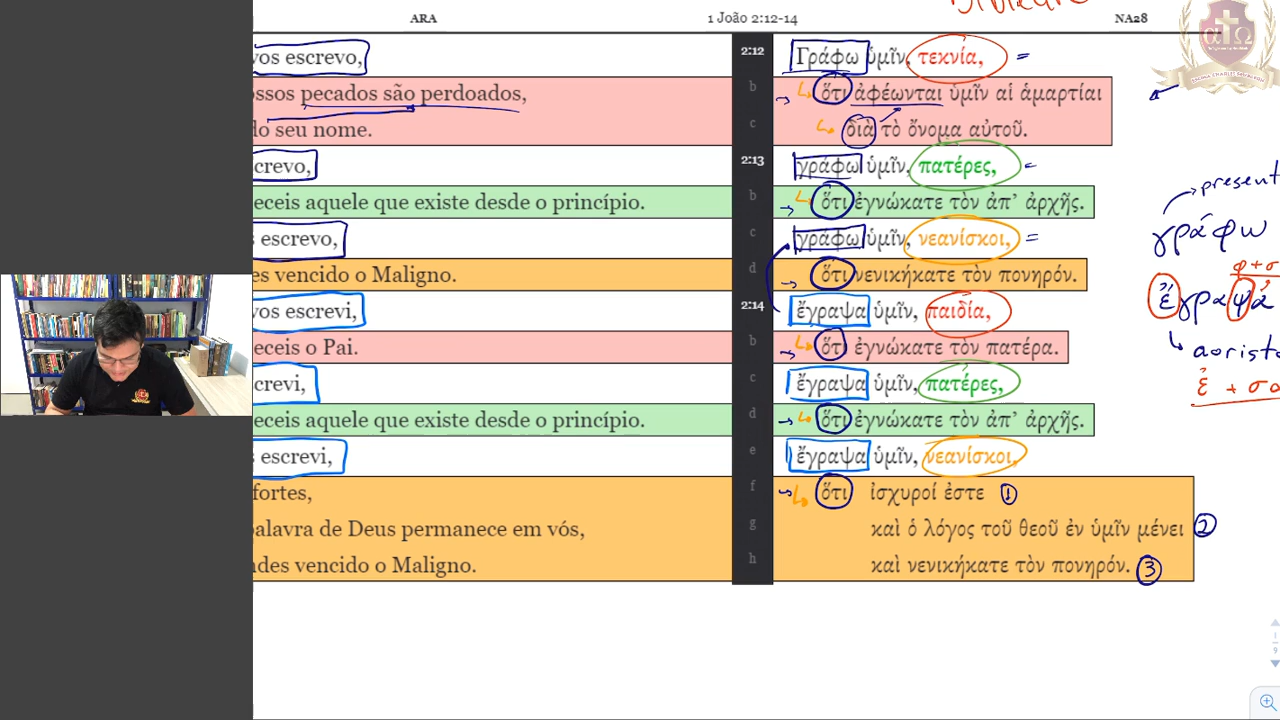 ARA 1 João 2:12-14 NA28
vos escrevo, 2:12 Γράφω ὑμῖν, τεκνία, =
ossos pecados são perdoados, b ὅτι ἀφέωνται ὑμῖν αἱ ἁμαρτίαι
do seu nome. c διὰ τὸ ὄνομα αὐτοῦ.
crevo, 2:13 γράφω ὑμῖν, πατέρες,
eceis aquele que existe desde o princípio. b ὅτι ἐγνώκατε τὸν ἀπ’ ἀρχῆς.
s escrevo, c γράφω ὑμῖν, νεανίσκοι, =
es vencido o Maligno. d ὅτι νενικήκατε τὸν πονηρόν.
vos escrevi, 2:14 ἔγραψα ὑμῖν, παιδία,
eceis o Pai. b ὅτι ἐγνώκατε τὸν πατέρα.
crevi, c ἔγραψα ὑμῖν, πατέρες,
eceis aquele que existe desde o princípio. d ὅτι ἐγνώκατε τὸν ἀπ’ ἀρχῆς.
s escrevi, e ἔγραψα ὑμῖν, νεανίσκοι,
fortes, f ὅτι ἰσχυροί ἐστε 1
palavra de Deus permanece em vós, g καὶ ὁ λόγος τοῦ θεοῦ ἐν ὑμῖν μένει 2
ndes vencido o Maligno. h καὶ νενικήκατε τὸν πονηρόν. 3
present
γράφω
φ + σ
ἔγραψα
aorist
ἐ + σα
α Ω